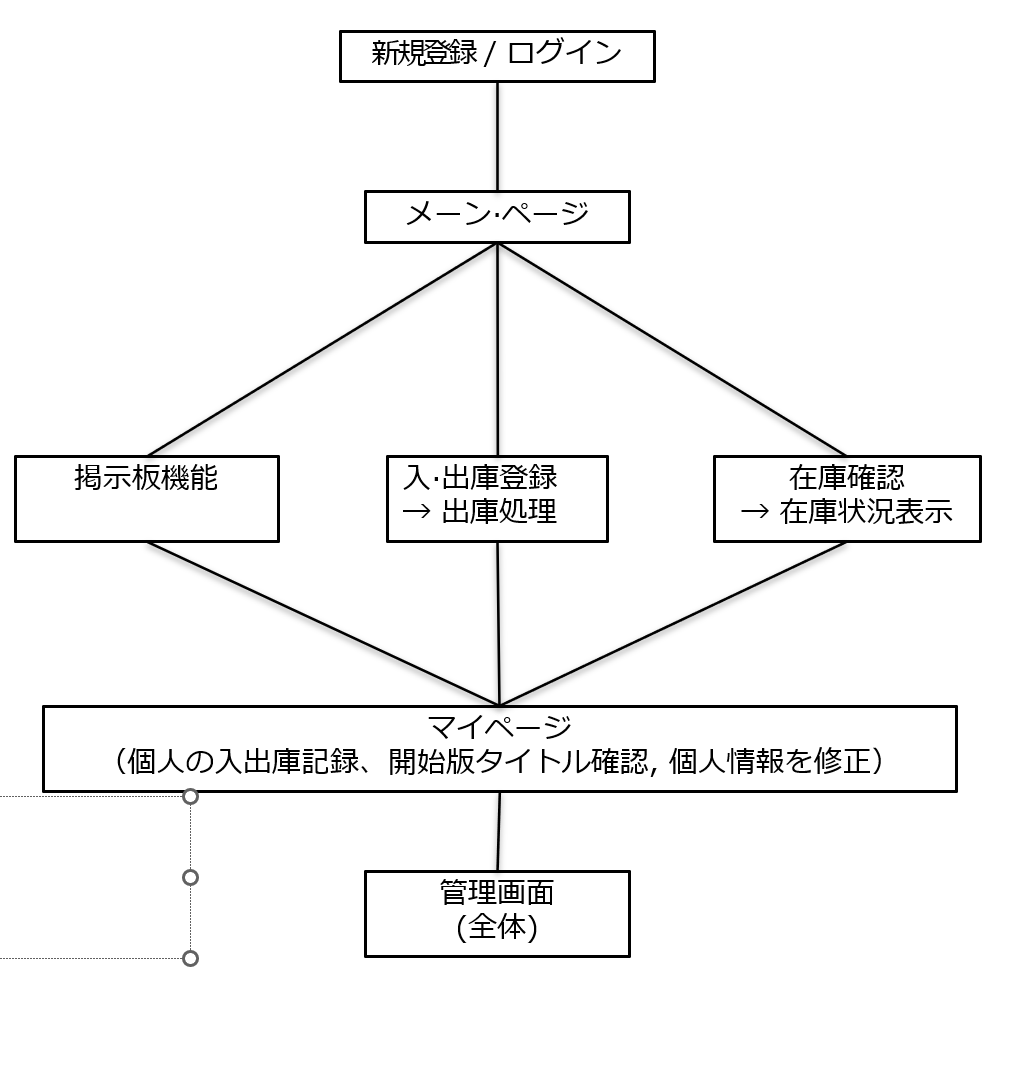 新規登録 / ログイン
メーン·ページ
掲示板機能
入·出庫登録
→ 出庫処理
在庫確認
→ 在庫状況表示
マイページ
（個人の入出庫記録、開始版タイトル確認, 個人情報を修正）
管理画面
(全体)